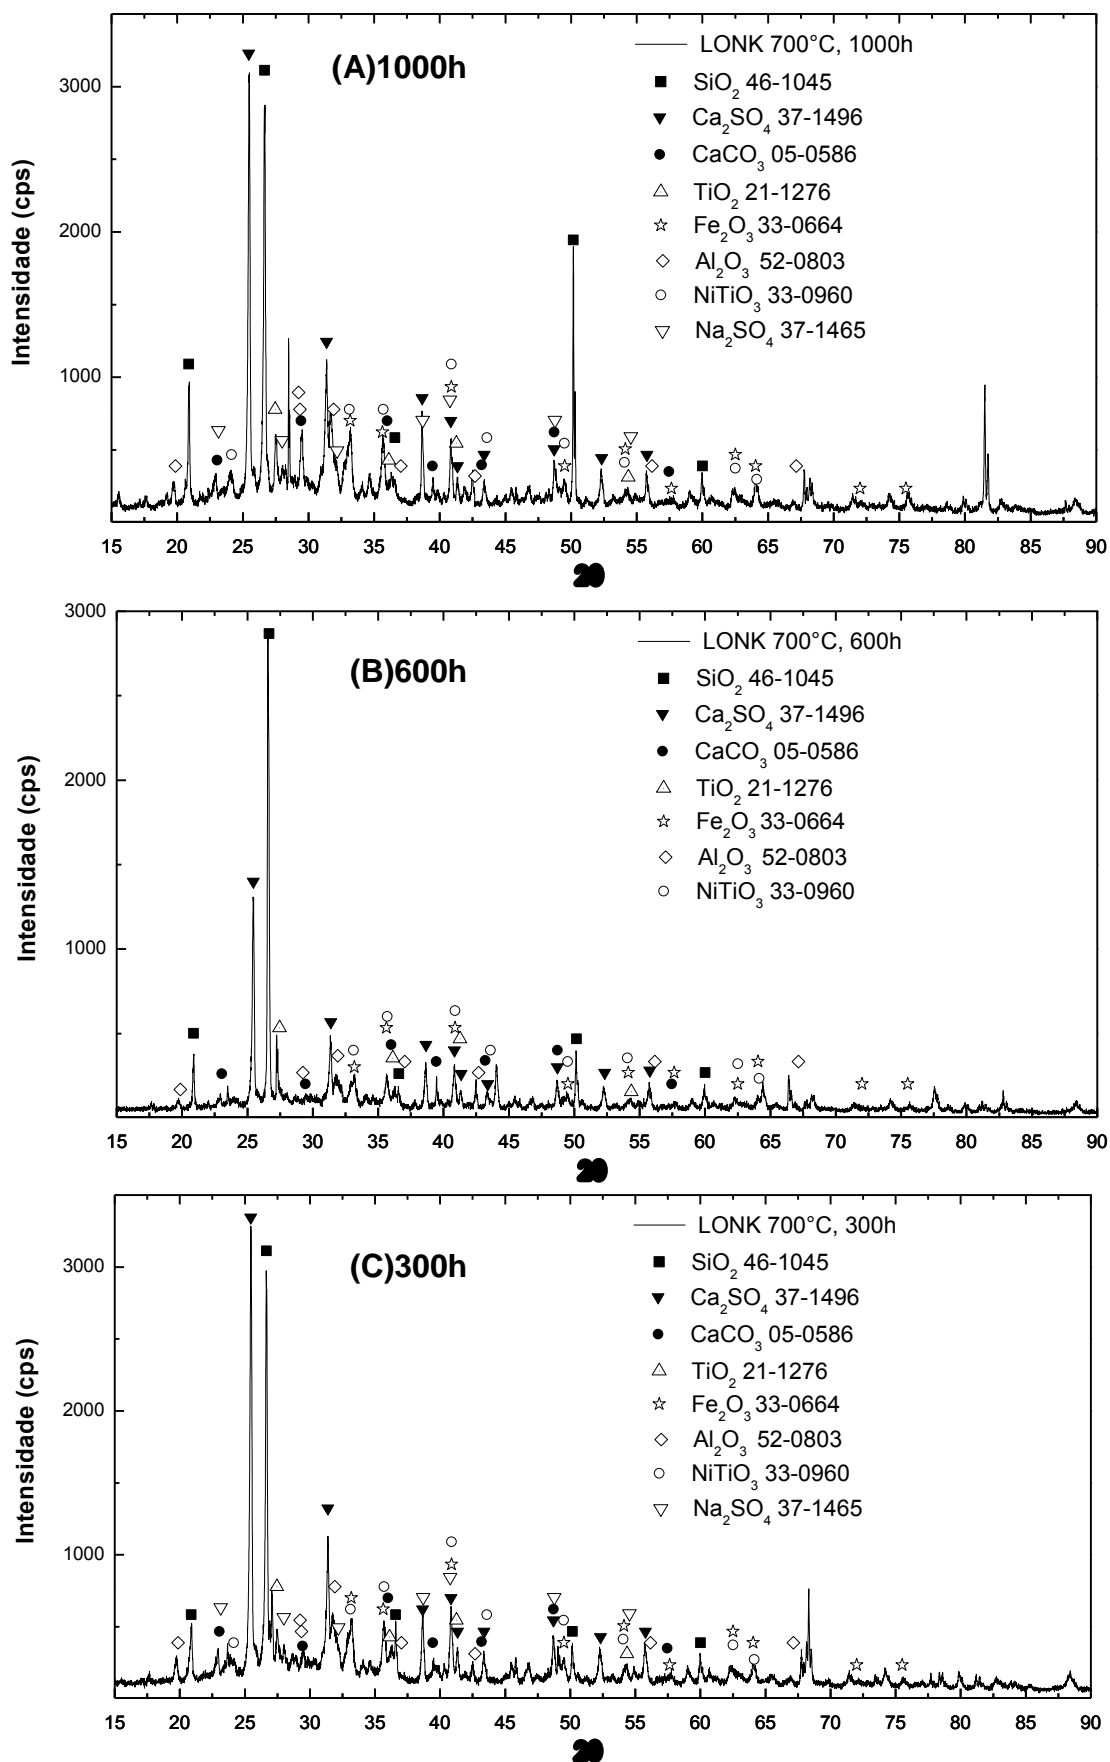 (A)1000h
LONK 700°C, 1000h
SiO2 46-1045
Ca2SO4 37-1496
CaCO3 05-0586
TiO2 21-1276
Fe2O3 33-0664
Al2O3 52-0803
NiTiO3 33-0960
Na2SO4 37-1465
Intensidade (cps)
3000
2000
1000
15 20 25 30 35 40 45 50 55 60 65 70 75 80 85 90
2Θ
(B)600h
LONK 700°C, 600h
SiO2 46-1045
Ca2SO4 37-1496
CaCO3 05-0586
TiO2 21-1276
Fe2O3 33-0664
Al2O3 52-0803
NiTiO3 33-0960
Intensidade (cps)
3000
2000
1000
15 20 25 30 35 40 45 50 55 60 65 70 75 80 85 90
2Θ
(C)300h
LONK 700°C, 300h
SiO2 46-1045
Ca2SO4 37-1496
CaCO3 05-0586
TiO2 21-1276
Fe2O3 33-0664
Al2O3 52-0803
NiTiO3 33-0960
Na2SO4 37-1465
Intensidade (cps)
3000
2000
1000
15 20 25 30 35 40 45 50 55 60 65 70 75 80 85 90
2Θ